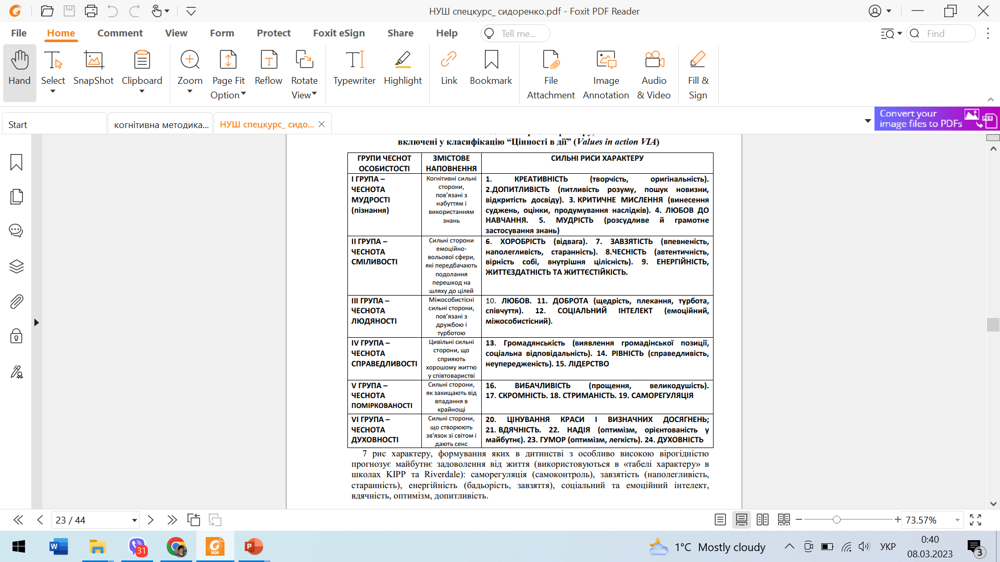 НУШ спецкурс_ сидоренко.pdf - Foxit PDF Reader
File Home Comment View Form Protect Foxit eSign Share Help Tell me... Find
Hand Select SnapShot Clipboard Zoom Page Fit Option Reflow Rotate View Typewriter Highlight Link Bookmark File Attachment Image Annotation Audio & Video Fill & Sign
Start когнітивна методика... НУШ спецкурс_ сидо...
Convert your
image files to PDFs
включені у класифікацію “Цінності в дії” (Values in action VIA)
ГРУПИ ЧЕСНОТ
ОСОБИСТОСТІ
ЗМІСТОВЕ
НАПОВНЕННЯ
СИЛЬНІ РИСИ ХАРАКТЕРУ
І ГРУПА –
ЧЕСНОТА
МУДРОСТІ
(пізнання)
Когнітивні сильні
сторони,
пов’язані з
набуттям і
використанням
знань
1. КРЕАТИВНІСТЬ (творчість, оригінальність).
2.ДОПИТЛИВІСТЬ (питливість розуму, пошук новизни,
відкритість досвіду). 3. КРИТИЧНЕ МИСЛЕННЯ (винесення
суджень, оцінки, продумування наслідків). 4. ЛЮБОВ ДО
НАВЧАННЯ. 5. МУДРІСТЬ (розсудливе й грамотне
застосування знань)
ІІ ГРУПА –
ЧЕСНОТА
СМІЛИВОСТІ
Сильні сторони
емоційно-
вольової сфери,
які передбачають
подолання
перешкод на
шляху до цілей
6. ХОРОБРІСТЬ (відвага). 7. ЗАВЗЯТІСТЬ (впевненість,
наполегливість, старанність). 8.ЧЕСНІСТЬ (автентичність,
вірність собі, внутрішня цілісність). 9. ЕНЕРГІЙНІСТЬ,
ЖИТТЄЗДАТНІСТЬ ТА ЖИТТЄСТІЙКІСТЬ.
ІІІ ГРУПА –
ЧЕСНОТА
ЛЮДЯНОСТІ
Міжособистісні
сильні сторони,
пов’язані з
дружбою і
турботою
10. ЛЮБОВ. 11. ДОБРОТА (щедрість, плекання, турбота,
співчуття). 12. СОЦІАЛЬНИЙ ІНТЕЛЕКТ (емоційний,
міжособистісний).
IV ГРУПА –
ЧЕСНОТА
СПРАВЕДЛИВОСТІ
Цивільні сильні
сторони, що
сприяють
хорошому життю
у співтоваристві
13. Громадянськість (виявлення громадінської позиції,
соціальна відповідальність). 14. РІВНІСТЬ (справедливість,
неупередженість). 15. ЛІДЕРСТВО
V ГРУПА –
ЧЕСНОТА
ПОМІРКОВАНОСТІ
Сильні сторони,
як захищають від
впадання в
крайнощі
16. ВИБАЧЛИВІСТЬ (прощення, великодушість).
17. СКРОМНІСТЬ. 18. СТРИМАНІСТЬ. 19. САМОРЕГУЛЯЦІЯ
VI ГРУПА –
ЧЕСНОТА
ДУХОВНОСТІ
Сильні сторони,
що створюють
зв'язок зі світом і
дають сенс
20. ЦІНУВАННЯ КРАСИ І ВИЗНАЧНИХ ДОСЯГНЕНЬ;
21. ВДЯЧНІСТЬ. 22. НАДІЯ (оптимізм, орієнтованість у
майбутнє). 23. ГУМОР (оптимізм, легкість). 24. ДУХОВНІСТЬ
7 рис характеру, формування яких в дитинстві з особливо високою вірогідністю
прогнозує майбутнє задоволення від життя (використовуються в «табелі характеру» в
школах KIPP та Riverdale): саморегуляція (самоконтроль), завзятість (наполегливість,
старанність), енергійність (бадьорість, завзяття), соціальний та емоційний інтелект,
вдячність, оптимізм, допитливість.
23 / 44
73.57%
31
1°C Mostly cloudy
УКР
0:40
08.03.2023
3